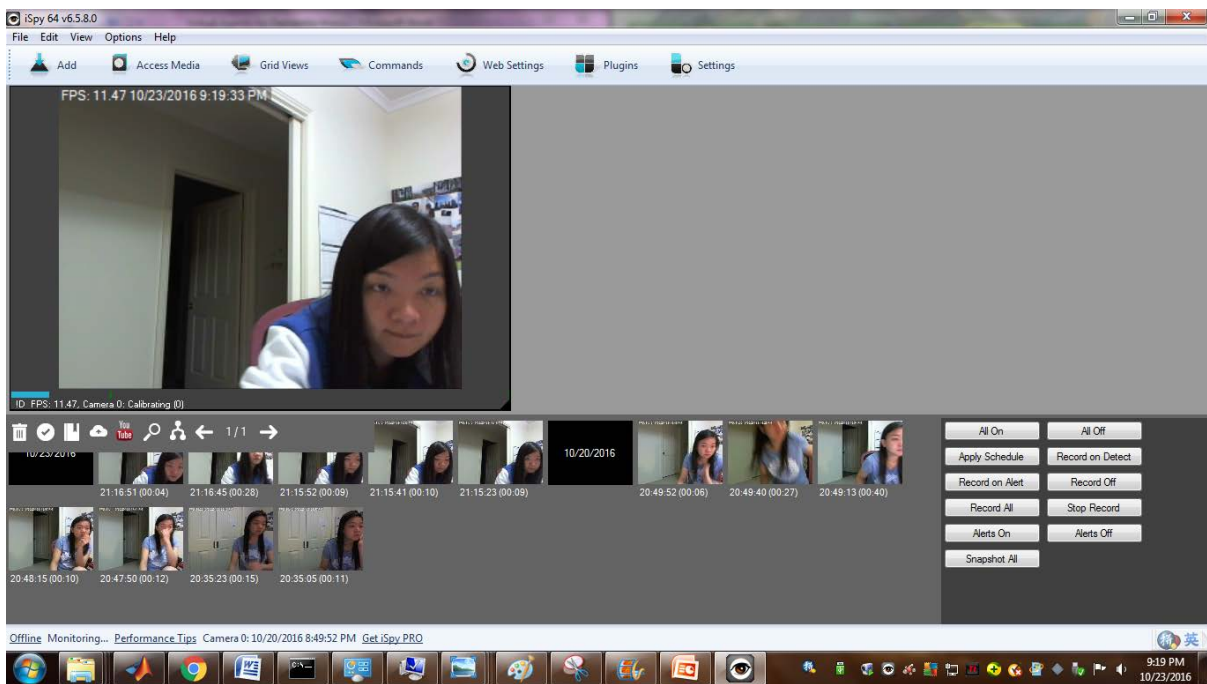 iSpy 64 v6.5.8.0
File Edit View Options Help
Add Access Media Grid Views Commands Web Settings Plugins Settings
FPS: 11.47 10/23/2016 9:19:33 PM
ID FPS: 11.47, Camera 0: Calibrating (0)
You Tube 1/1
10/23/2016
10/20/2016
21:16:51 (00:04) 21:16:45 (00:28) 21:15:52 (00:09) 21:15:41 (00:10) 21:15:23 (00:09) 20:49:52 (00:06) 20:49:40 (00:27) 20:49:13 (00:40)
20:48:15 (00:10) 20:47:50 (00:12) 20:35:23 (00:15) 20:35:05 (00:11)
All On All Off
Apply Schedule Record on Detect
Record on Alert Record Off
Record All Stop Record
Alerts On Alerts Off
Snapshot All
Offline Monitoring... Performance Tips Camera 0: 10/20/2016 8:49:52 PM Get iSpy PRO
英
9:19 PM
10/23/2016